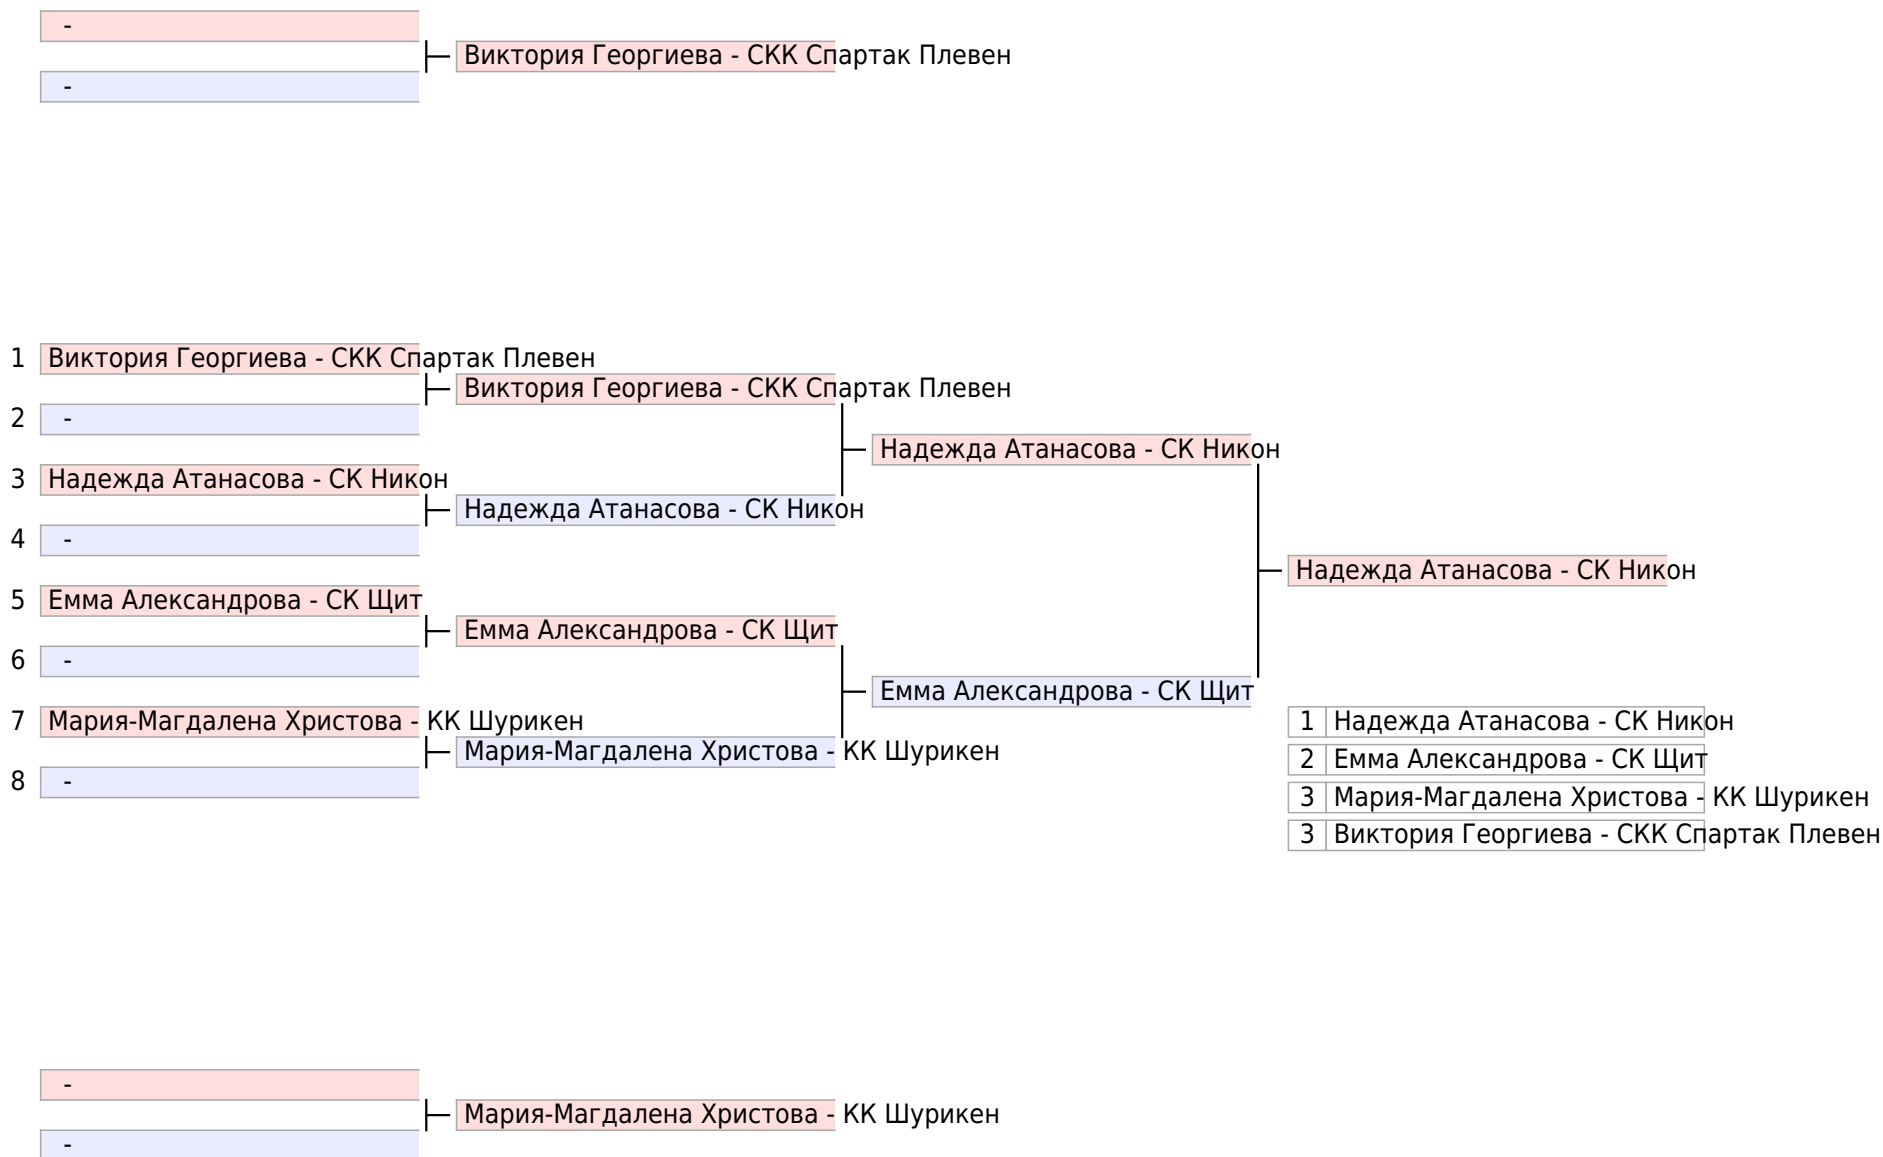 -
Виктория Георгиева - СКК Спартак Плевен
-
1 Виктория Георгиева - СКК Спартак Плевен
Виктория Георгиева - СКК Спартак Плевен
2 -
Надежда Атанасова - СК Никон
3 Надежда Атанасова - СК Никон
Надежда Атанасова - СК Никон
4 -
Надежда Атанасова - СК Никон
5 Емма Александрова - СК Щит
Емма Александрова - СК Щит
6 -
Емма Александрова - СК Щит
7 Мария-Магдалена Христова - КК Шурикен
1 Надежда Атанасова - СК Никон
Мария-Магдалена Христова - КК Шурикен
2 Емма Александрова - СК Щит
8 -
3 Мария-Магдалена Христова - КК Шурикен
3 Виктория Георгиева - СКК Спартак Плевен
-
Мария-Магдалена Христова - КК Шурикен
-